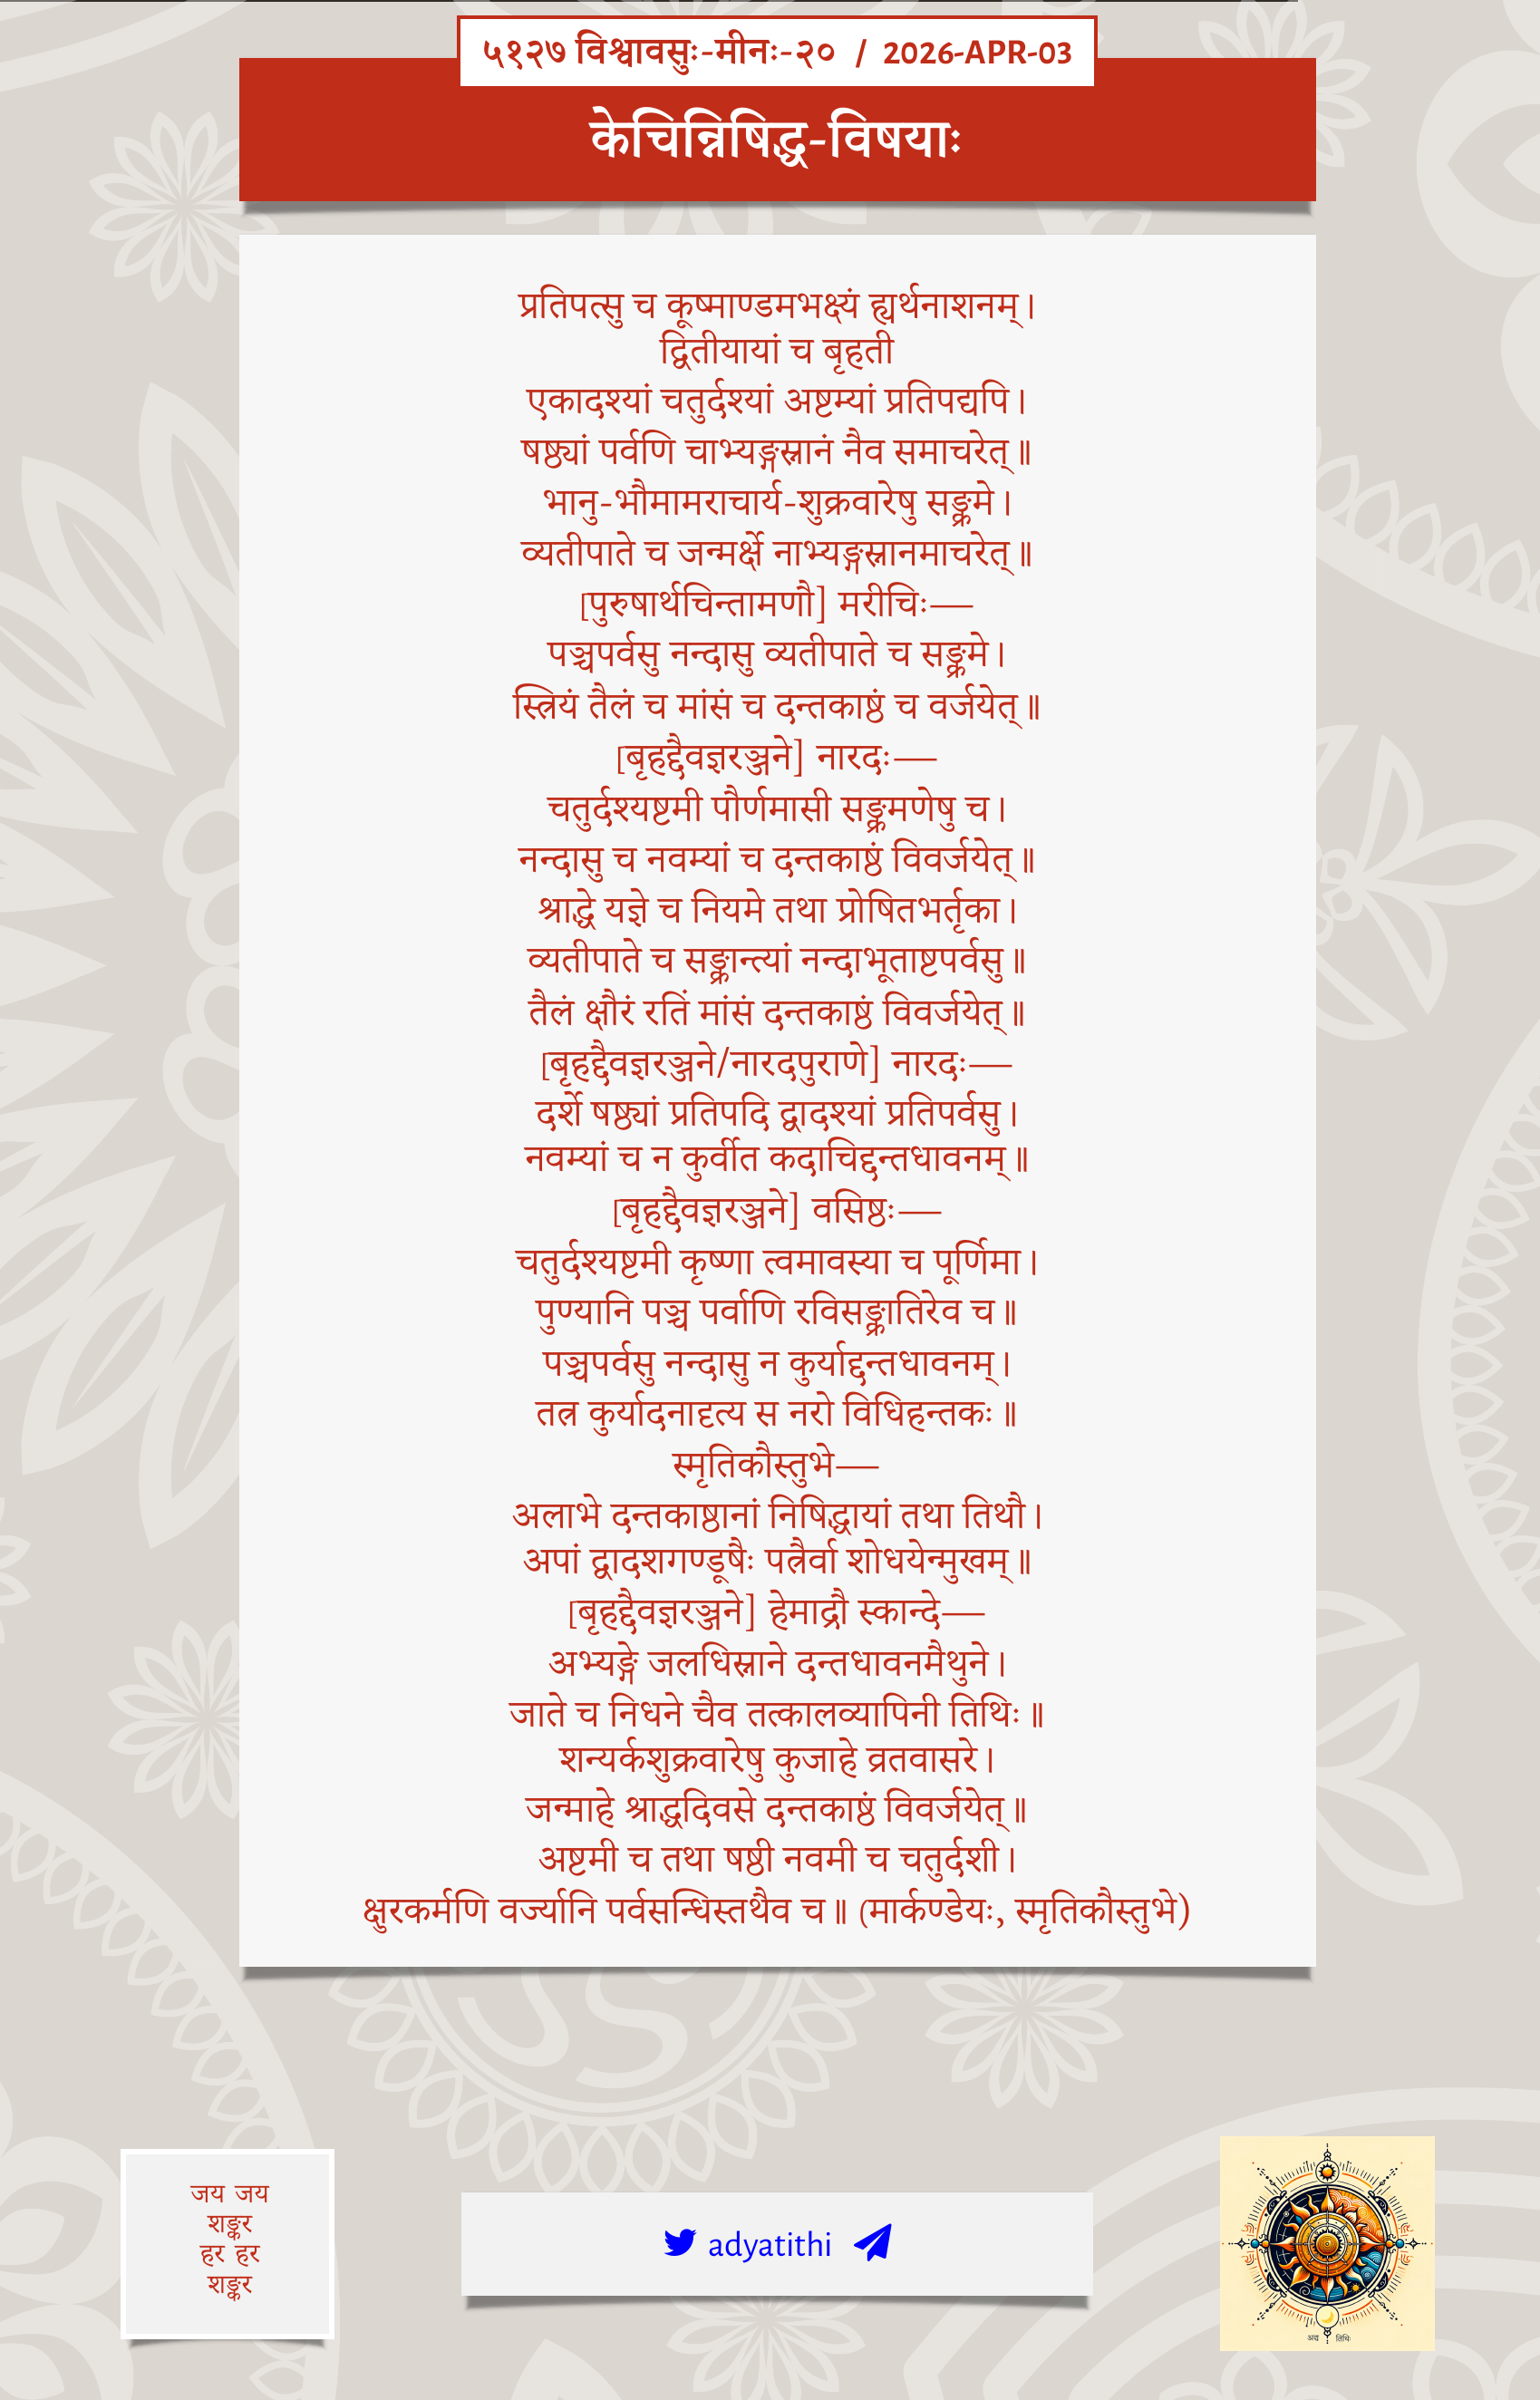 ५१२७ विश्वावसुः-मीनः-२० / 2026-APR-03
केचिन्निषिद्ध-विषयाः
प्रतिपत्सु च कूष्माण्डमभक्ष्यं ह्यर्थनाशनम्।
द्वितीयायां च बृहती
एकादश्यां चतुर्दश्यां अष्टम्यां प्रतिपद्यपि।
षष्ठ्यां पर्वणि चाभ्यङ्गस्नानं नैव समाचरेत्॥
भानु-भौमामराचार्य-शुक्रवारेषु सङ्क्रमे।
व्यतीपाते च जन्मर्क्षे नाभ्यङ्गस्नानमाचरेत्॥
[पुरुषार्थचिन्तामणौ] मरीचिः—
पञ्चपर्वसु नन्दासु व्यतीपाते च सङ्क्रमे।
स्त्रियं तैलं च मांसं च दन्तकाष्ठं च वर्जयेत्॥
[बृहद्दैवज्ञरञ्जने] नारदः—
चतुर्दश्यष्टमी पौर्णमासी सङ्क्रमणेषु च।
नन्दासु च नवम्यां च दन्तकाष्ठं विवर्जयेत्॥
श्राद्धे यज्ञे च नियमे तथा प्रोषितभर्तृका।
व्यतीपाते च सङ्क्रान्त्यां नन्दाभूताष्टपर्वसु॥
तैलं क्षौरं रतिं मांसं दन्तकाष्ठं विवर्जयेत्॥
[बृहद्दैवज्ञरञ्जने/नारदपुराणे] नारदः—
दर्शे षष्ठ्यां प्रतिपदि द्वादश्यां प्रतिपर्वसु।
नवम्यां च न कुर्वीत कदाचिद्दन्तधावनम्॥
[बृहद्दैवज्ञरञ्जने] वसिष्ठः—
चतुर्दश्यष्टमी कृष्णा त्वमावस्या च पूर्णिमा।
पुण्यानि पञ्च पर्वाणि रविसङ्क्रातिरेव च॥
पञ्चपर्वसु नन्दासु न कुर्याद्दन्तधावनम्।
तत्र कुर्यादनादृत्य स नरो विधिहन्तकः॥
स्मृतिकौस्तुभे—
अलाभे दन्तकाष्ठानां निषिद्धायां तथा तिथौ।
अपां द्वादशगण्डूषैः पत्रैर्वा शोधयेन्मुखम्॥
[बृहद्दैवज्ञरञ्जने] हेमाद्रौ स्कान्दे—
अभ्यङ्गे जलधिस्नाने दन्तधावनमैथुने।
जाते च निधने चैव तत्कालव्यापिनी तिथिः॥
शन्यर्कशुक्रवारेषु कुजाहे व्रतवासरे।
जन्माहे श्राद्धदिवसे दन्तकाष्ठं विवर्जयेत्॥
अष्टमी च तथा षष्ठी नवमी च चतुर्दशी।
क्षुरकर्मणि वर्ज्यानि पर्वसन्धिस्तथैव च॥ (मार्कण्डेयः, स्मृतिकौस्तुभे)
जय जय
शङ्कर
हर हर
शङ्कर
adyatithi
अद्य तिथिः